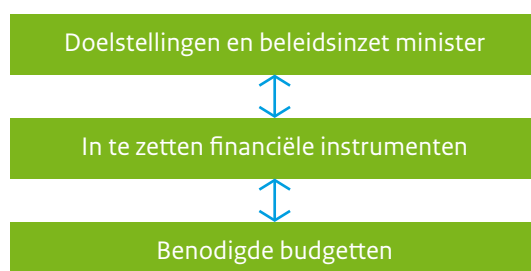 Doelstellingen en beleidsinzet minister
In te zetten financiële instrumenten
Benodigde budgetten